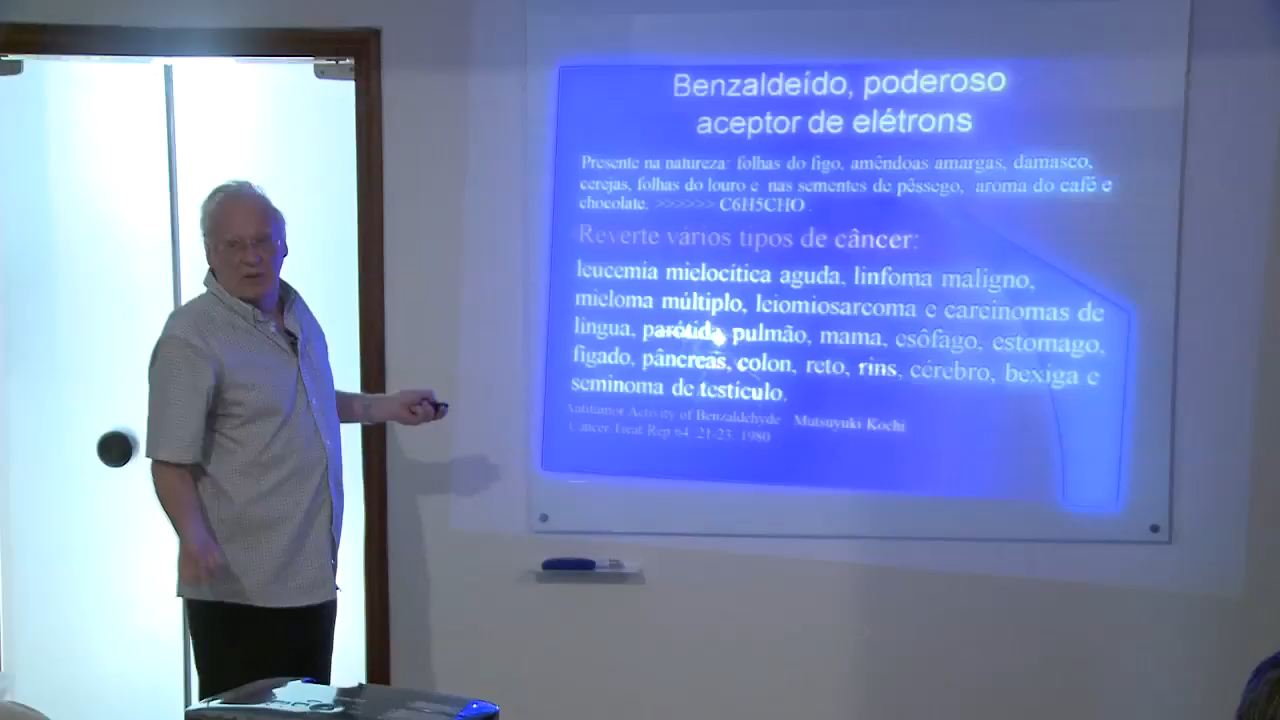 Benzaldeído, poderoso
aceptor de elétrons
Presente na natureza: folhas do figo, amêndoas amargas, damasco,
cerejas, folhas do louro e nas sementes de pêssego, aroma do café e
chocolate. >>>>>> C6H5CHO.
Reverte vários tipos de câncer:
leucemia mielocítica aguda, linfoma maligno,
mieloma múltiplo, leiomiosarcoma e carcinomas de
língua, parótida, pulmão, mama, esôfago, estomago,
fígado, pâncreas, colon, reto, rins, cérebro, bexiga e
seminoma de testículo.
Antitumor Activity of Benzaldehyde Mutsuyuki Kochi
Cancer Treat Rep 64: 21-23, 1980